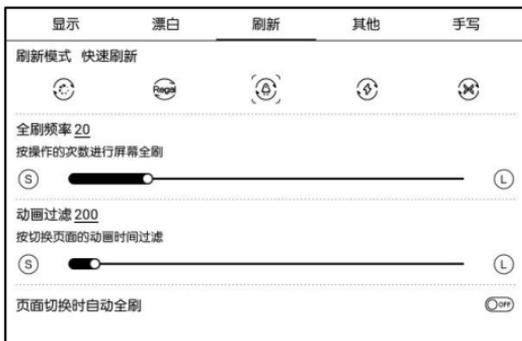 显示 漂白 刷新 其他 手写
刷新模式 快速刷新
Regal
全刷频率 20
按操作的次数进行屏幕全刷
S L
动画过滤 200
按切换页面的动画时间过滤
S L
页面切换时自动全刷 OFF